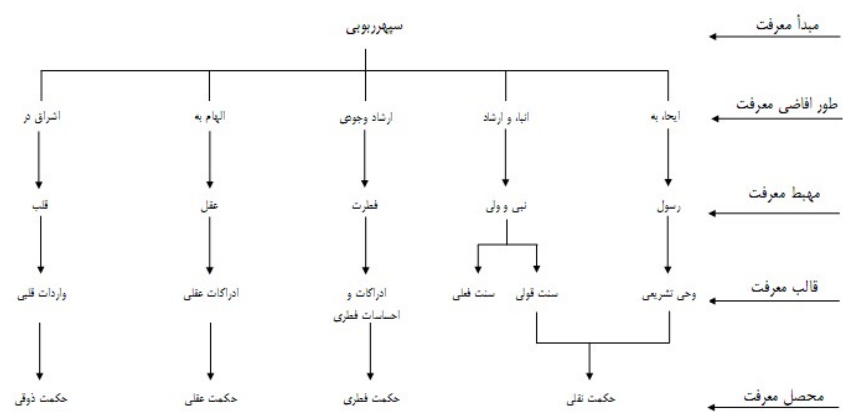 سپهرربوبی
مبدأ معرفت
ایحاء به
انباء و ارشاد
ارشاد وجودی
الهام به
اشراق در
طور افاضی معرفت
رسول
نبی و ولی
فطرت
عقل
قلب
مهبط معرفت
وحی تشریعی
سنت قولی
سنت فعلی
ادراکات و
احساسات فطری
ادراکات عقلی
واردات قلبی
قالب معرفت
حکمت نقلی
حکمت فطری
حکمت عقلی
حکمت ذوقی
محصل معرفت